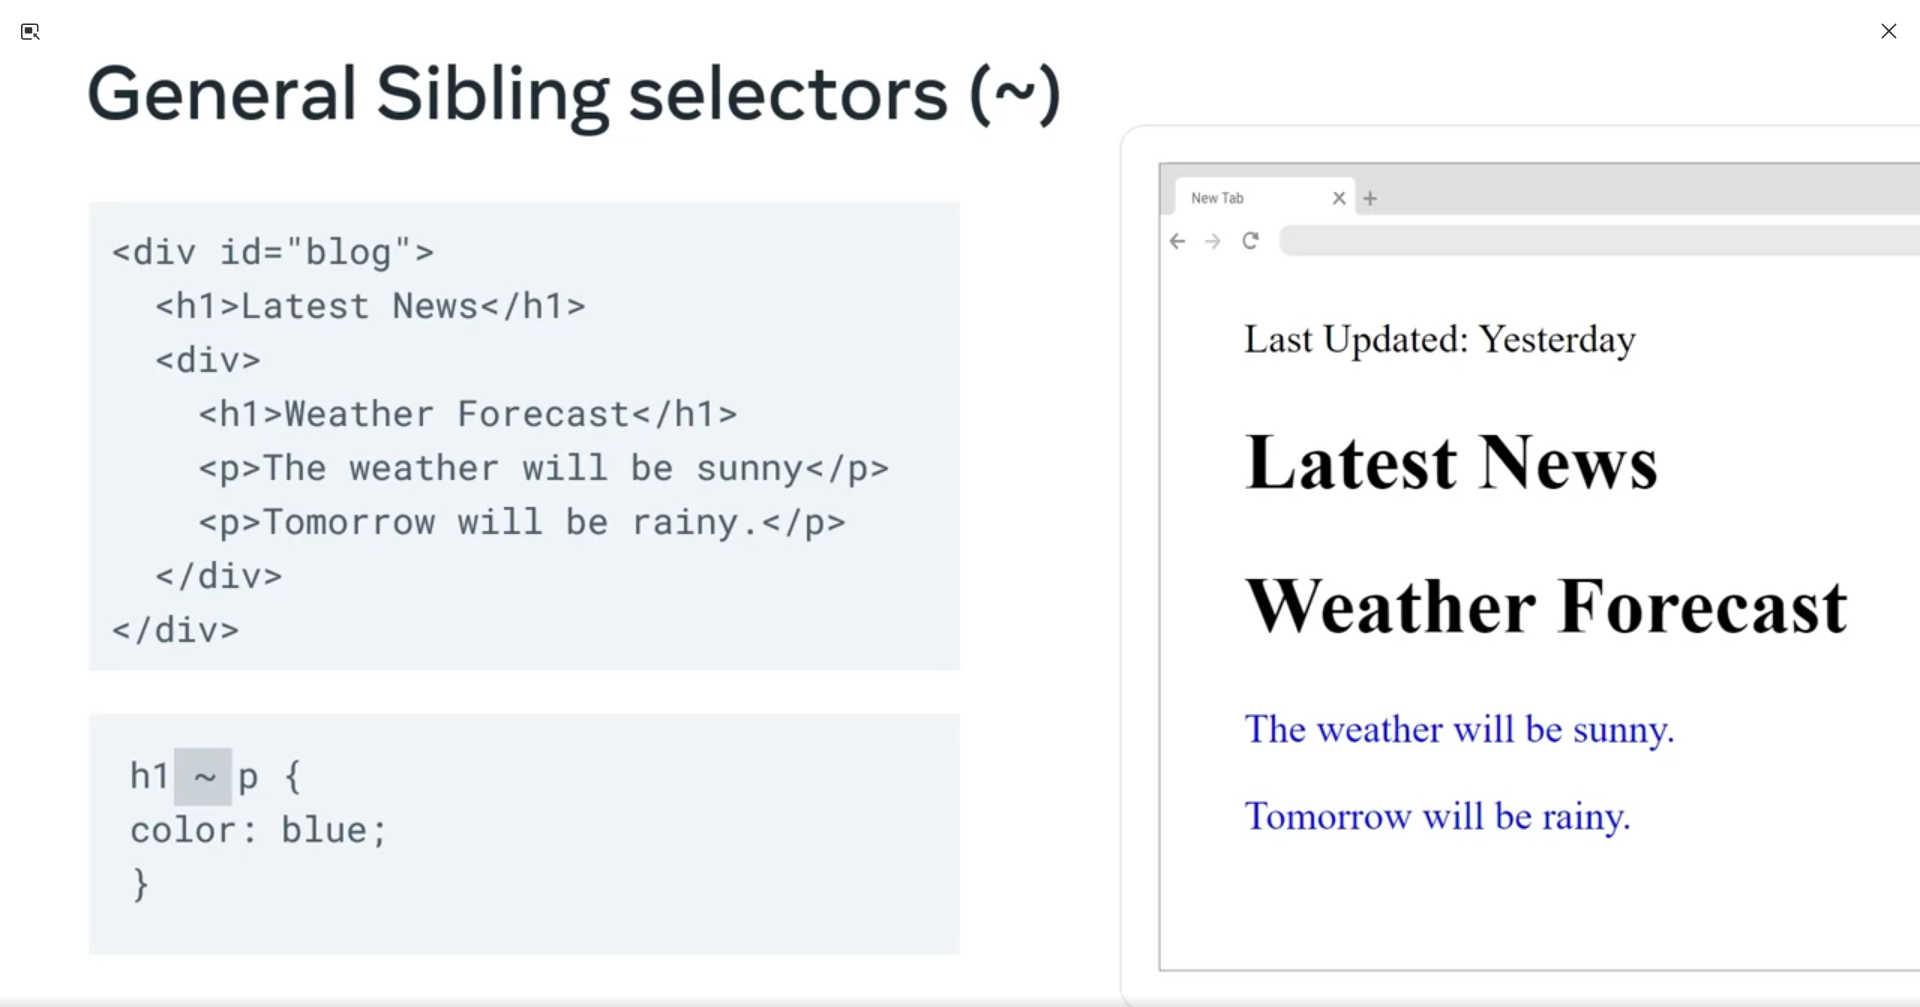 General Sibling selectors (~)
<div id="blog">
<h1>Latest News</h1>
<div>
<h1>Weather Forecast</h1>
<p>The weather will be sunny</p>
<p>Tomorrow will be rainy.</p>
</div>
</div>
h1 ~ p {
color: blue;
}
New Tab
Last Updated: Yesterday
Latest News
Weather Forecast
The weather will be sunny.
Tomorrow will be rainy.